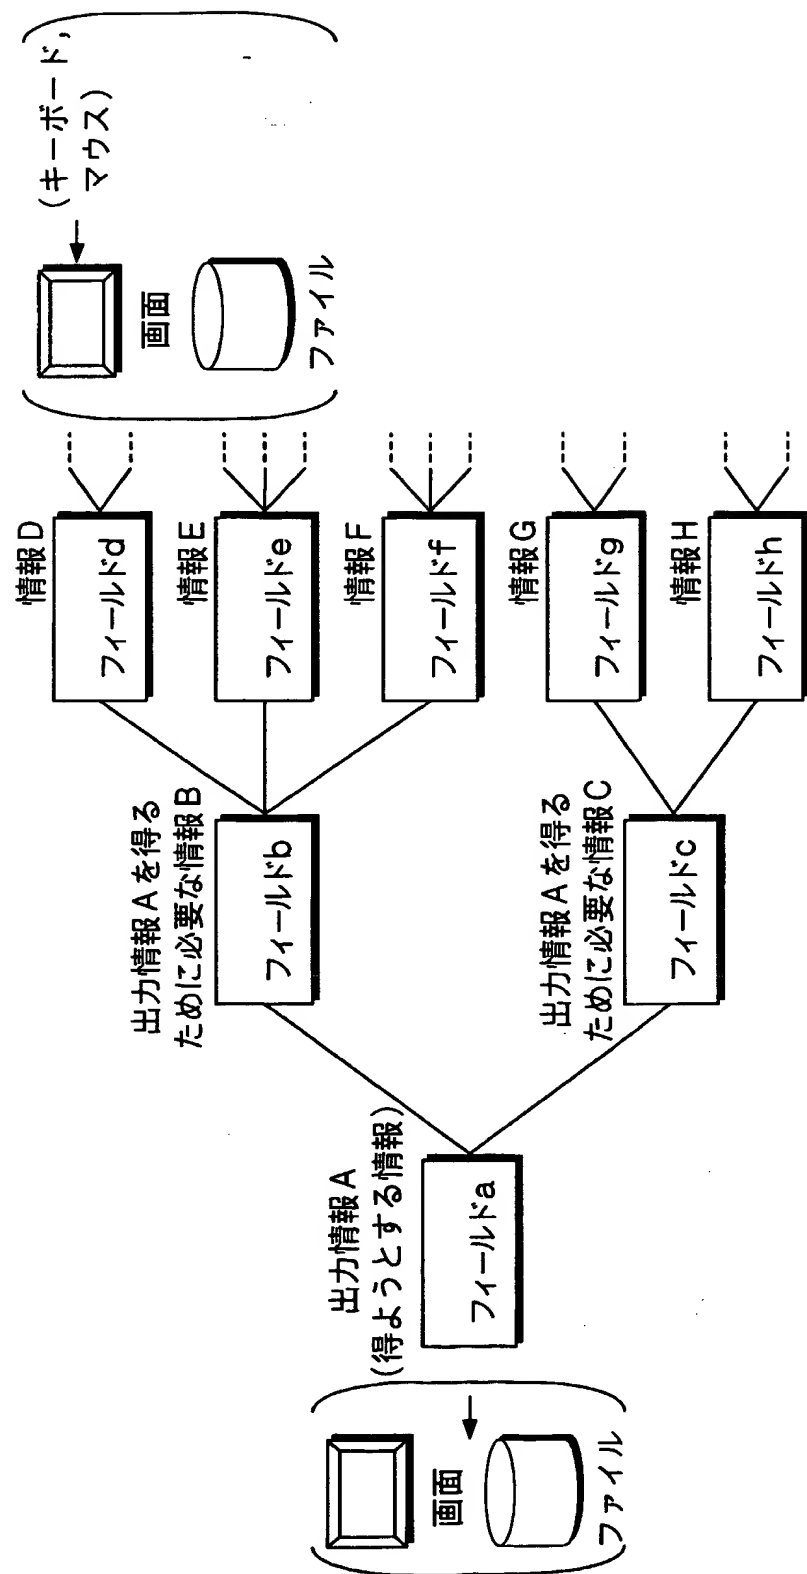 画面
ファイル
出力情報A
(得ようとする情報)
フィールドa
出力情報Aを得る
ために必要な情報B
フィールドb
出力情報Aを得る
ために必要な情報C
フィールドc
情報D
フィールドd
情報E
フィールドe
情報F
フィールドf
情報G
フィールドg
情報H
フィールドh
画面
ファイル
(キーボード,
マウス)